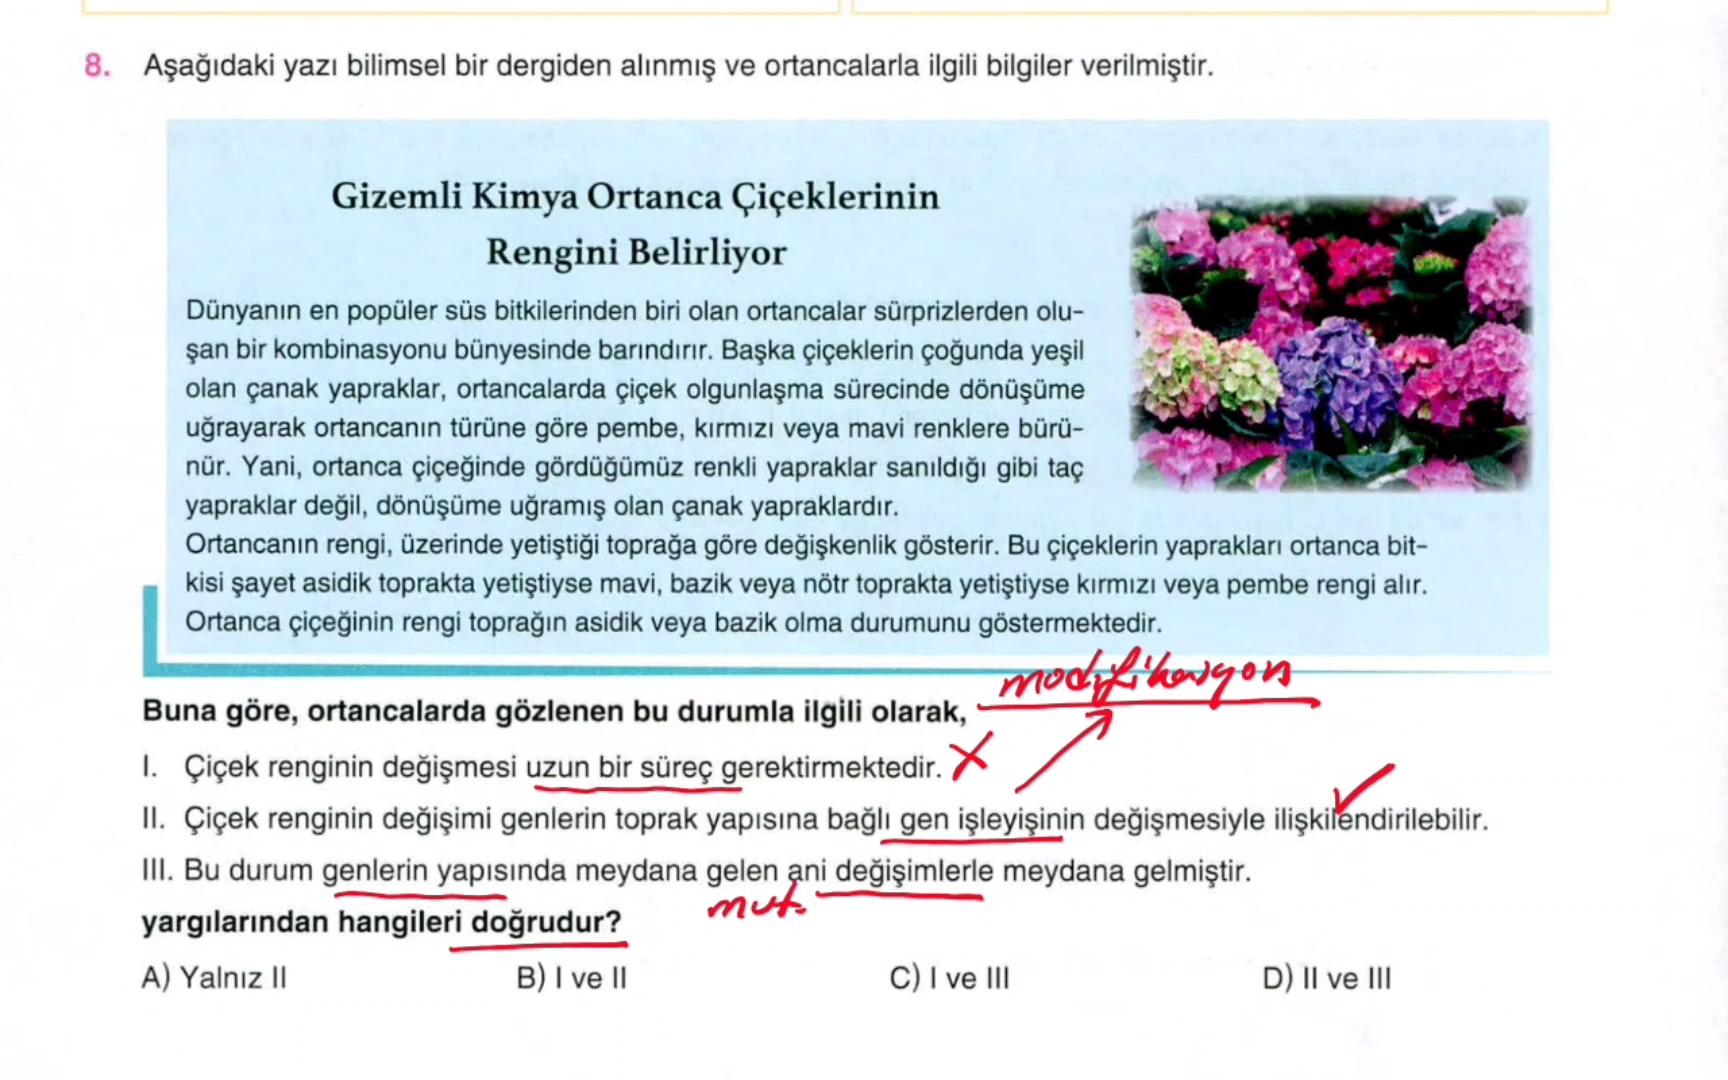 8. Aşağıdaki yazı bilimsel bir dergiden alınmış ve ortancalarla ilgili bilgiler verilmiştir.
Gizemli Kimya Ortanca Çiçeklerinin
Rengini Belirliyor
Dünyanın en popüler süs bitkilerinden biri olan ortancalar sürprizlerden olu-
şan bir kombinasyonu bünyesinde barındırır. Başka çiçeklerin çoğunda yeşil
olan çanak yapraklar, ortancalarda çiçek olgunlaşma sürecinde dönüşüme
uğrayarak ortancanın türüne göre pembe, kırmızı veya mavi renklere bürü-
nür. Yani, ortanca çiçeğinde gördüğümüz renkli yapraklar sanıldığı gibi taç
yapraklar değil, dönüşüme uğramış olan çanak yapraklardır.
Ortancanın rengi, üzerinde yetiştiği toprağa göre değişkenlik gösterir. Bu çiçeklerin yaprakları ortanca bit-
kisi şayet asidik toprakta yetiştiyse mavi, bazik veya nötr toprakta yetiştiyse kırmızı veya pembe rengi alır.
Ortanca çiçeğinin rengi toprağın asidik veya bazik olma durumunu göstermektedir.
modifikasyon
Buna göre, ortancalarda gözlenen bu durumla ilgili olarak,
I. Çiçek renginin değişmesi uzun bir süreç gerektirmektedir.
II. Çiçek renginin değişimi genlerin toprak yapısına bağlı gen işleyişinin değişmesiyle ilişkilendirilebilir.
III. Bu durum genlerin yapısında meydana gelen ani değişimlerle meydana gelmiştir.
mut.
yargılarından hangileri doğrudur?
A) Yalnız II B) I ve II C) I ve III D) II ve III